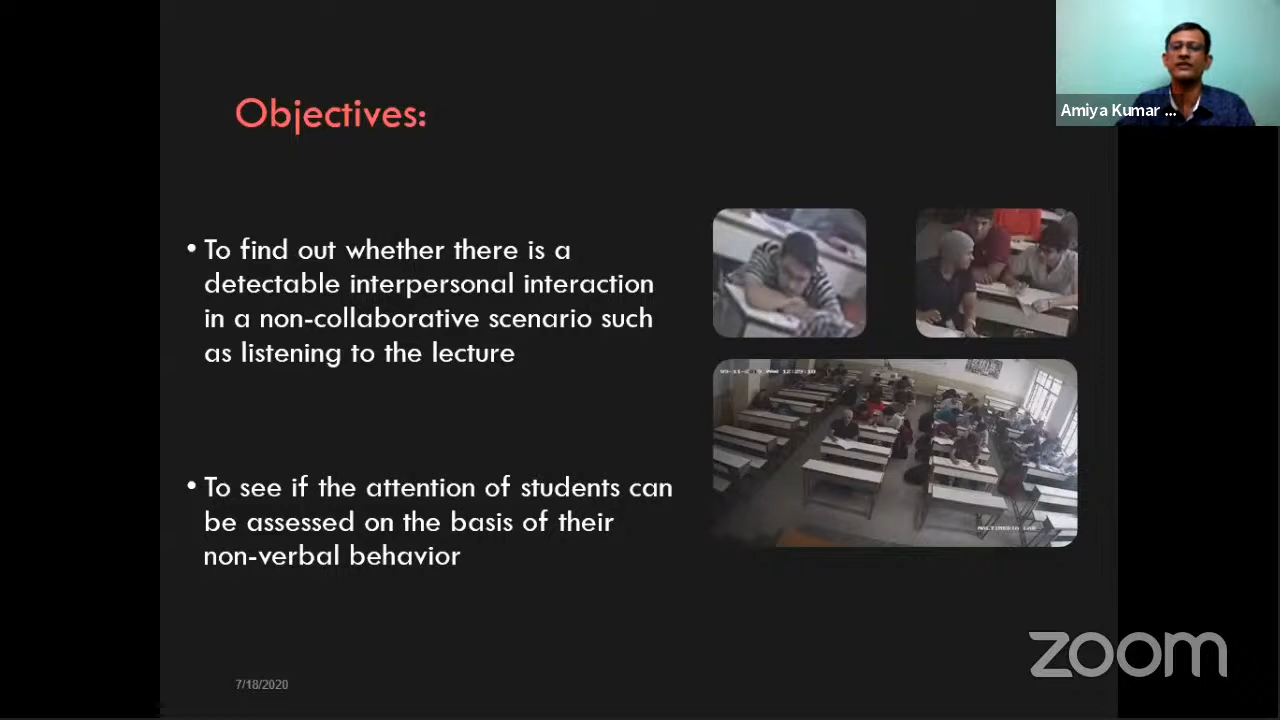 Objectives:
Amiya Kumar ...
• To find out whether there is a
detectable interpersonal interaction
in a non-collaborative scenario such
as listening to the lecture
• To see if the attention of students can
be assessed on the basis of their
non-verbal behavior
MULTIMEDIA LAB
zoom
7/18/2020